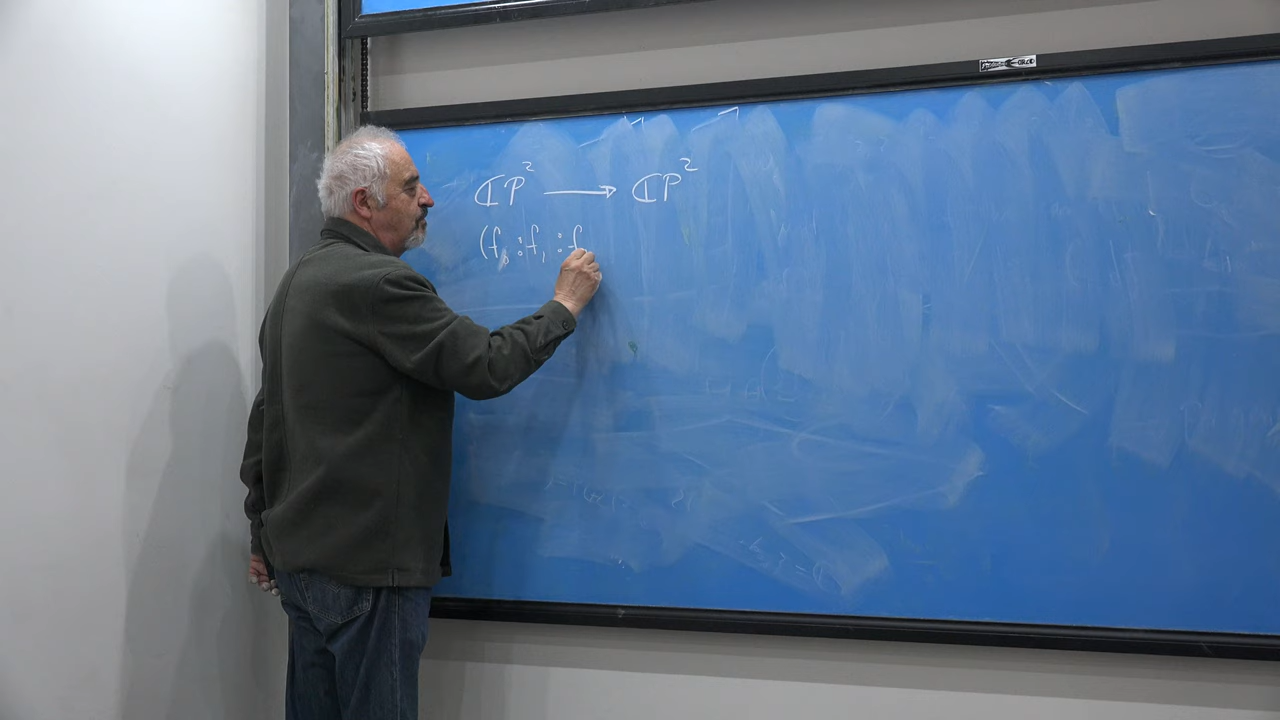 ℂP² ⟶ ℂP²
(f₀ : f₁ : f